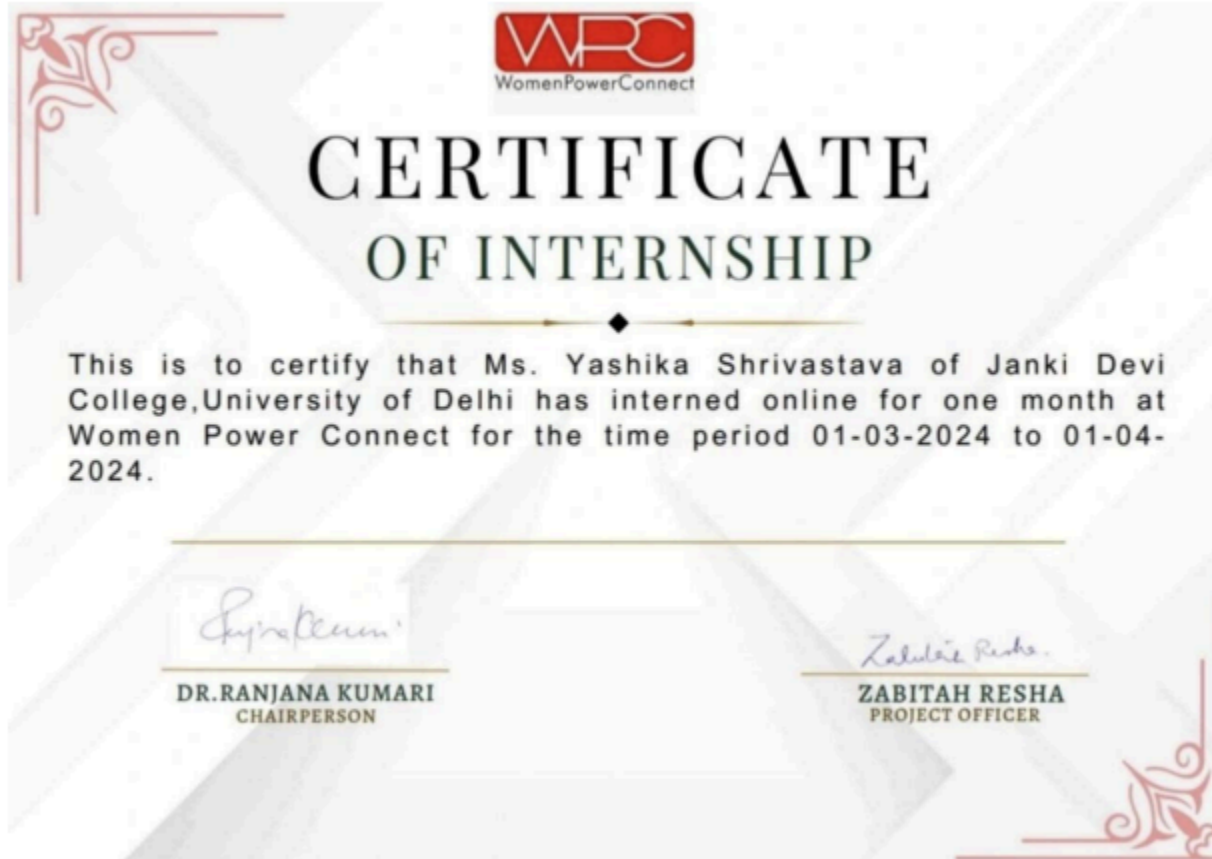 WPC
WomenPowerConnect
CERTIFICATE
OF INTERNSHIP
This is to certify that Ms. Yashika Shrivastava of Janki Devi
College,University of Delhi has interned online for one month at
Women Power Connect for the time period 01-03-2024 to 01-04-
2024.
Zabitah Resha.
DR.RANJANA KUMARI
ZABITAH RESHA
CHAIRPERSON
PROJECT OFFICER